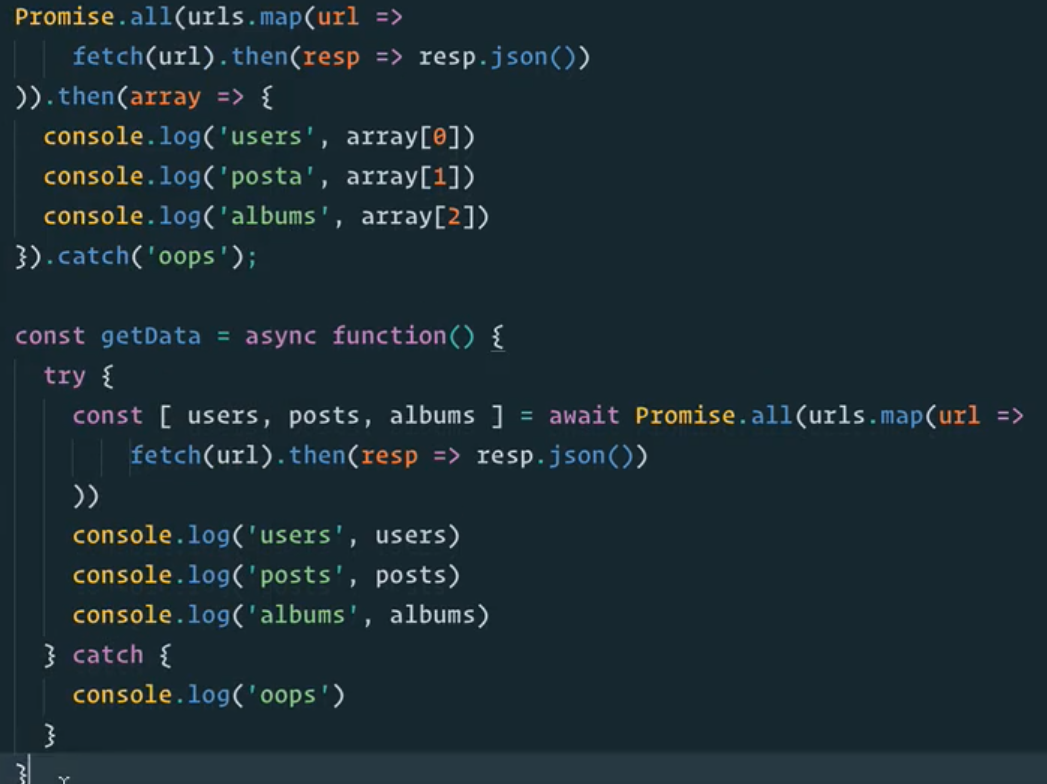 Promise.all(urls.map(url =>
    fetch(url).then(resp => resp.json())
)).then(array => {
  console.log('users', array[0])
  console.log('posta', array[1])
  console.log('albums', array[2])
}).catch('oops');

const getData = async function() {
  try {
    const [ users, posts, albums ] = await Promise.all(urls.map(url =>
        fetch(url).then(resp => resp.json())
    ))
    console.log('users', users)
    console.log('posts', posts)
    console.log('albums', albums)
  } catch {
    console.log('oops')
  }
}